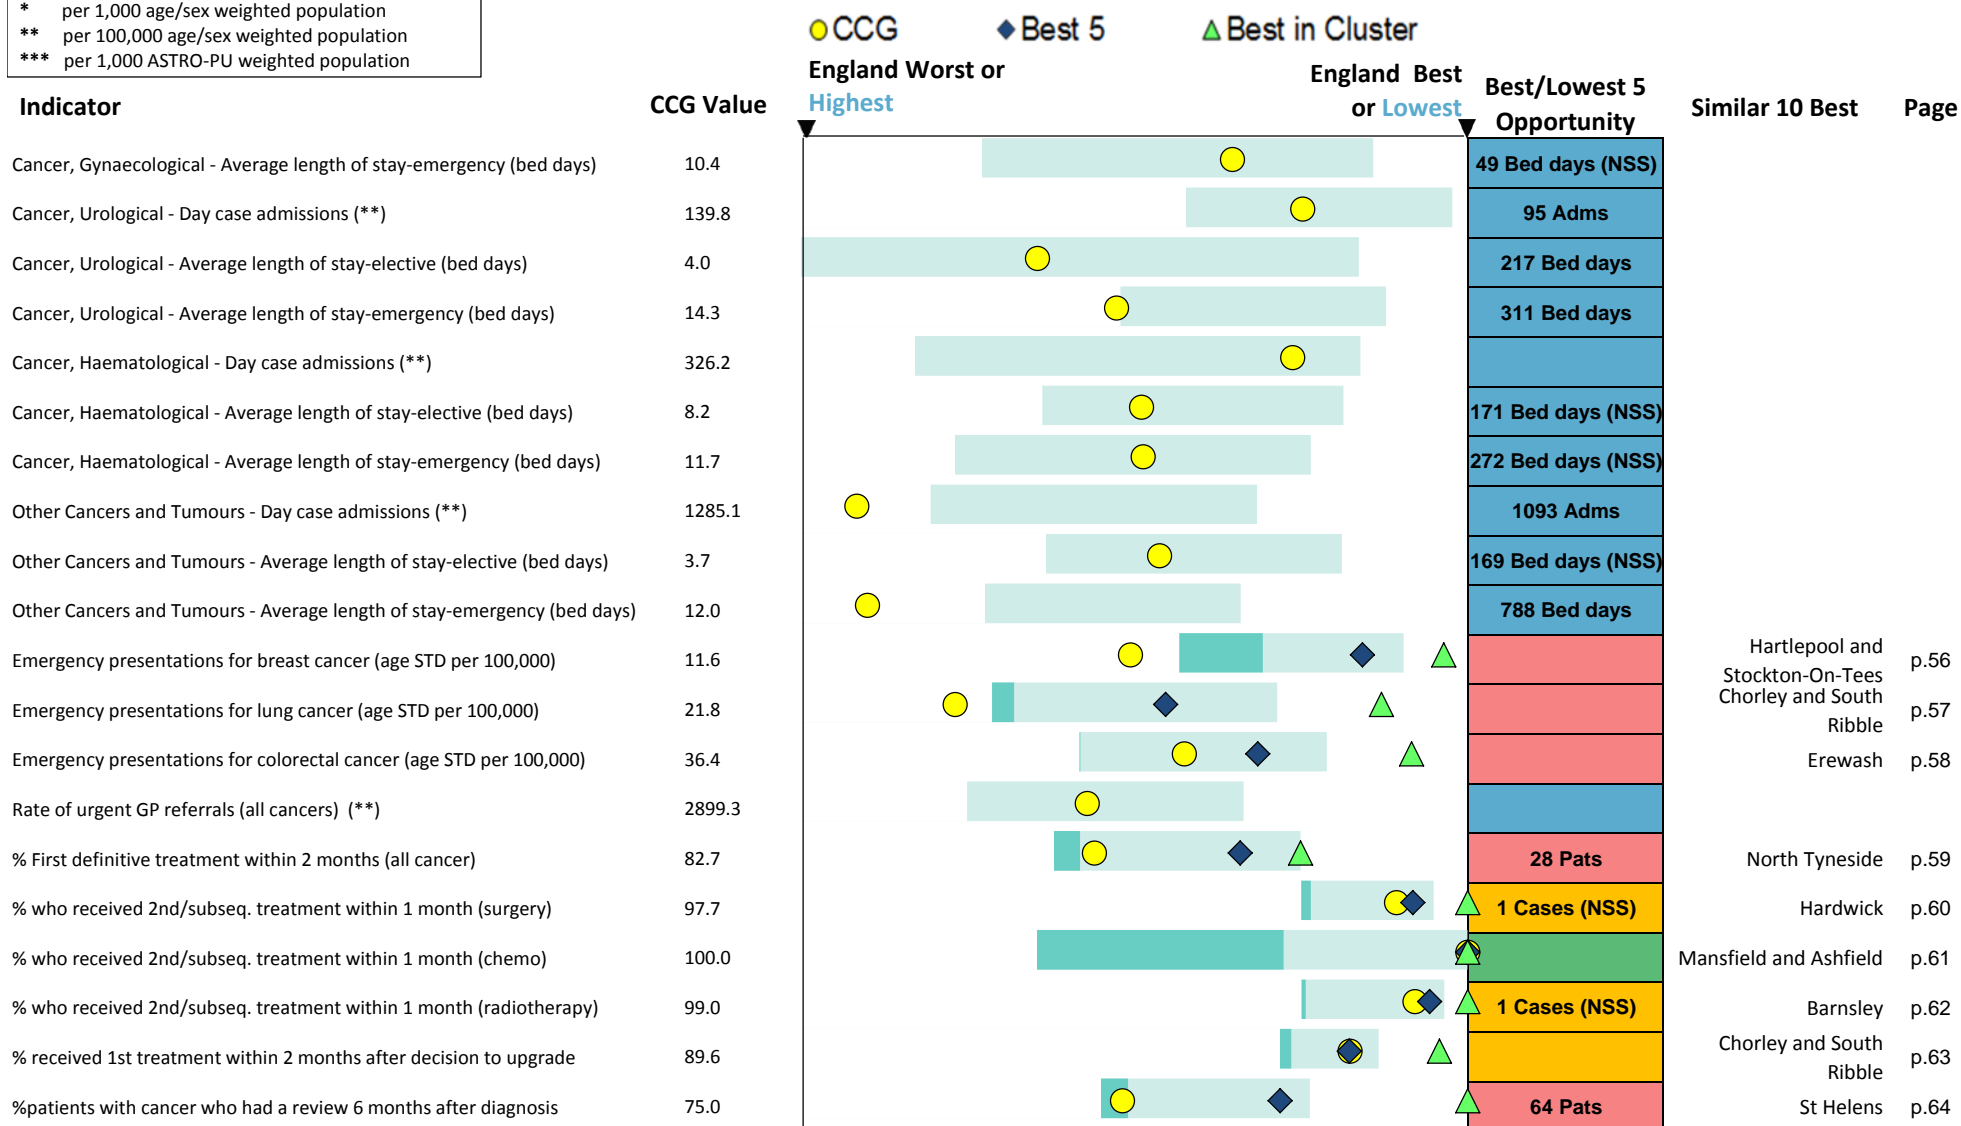 * per 1,000 age/sex weighted population
** per 100,000 age/sex weighted population
*** per 1,000 ASTRO-PU weighted population
CCG Best 5 Best in Cluster
England Worst or Highest
England Best or Lowest
Indicator CCG Value Best/Lowest 5 Opportunity Similar 10 Best Page
Cancer, Gynaecological - Average length of stay-emergency (bed days) 10.4 49 Bed days (NSS)
Cancer, Urological - Day case admissions (**) 139.8 95 Adms
Cancer, Urological - Average length of stay-elective (bed days) 4.0 217 Bed days
Cancer, Urological - Average length of stay-emergency (bed days) 14.3 311 Bed days
Cancer, Haematological - Day case admissions (**) 326.2
Cancer, Haematological - Average length of stay-elective (bed days) 8.2 171 Bed days (NSS)
Cancer, Haematological - Average length of stay-emergency (bed days) 11.7 272 Bed days (NSS)
Other Cancers and Tumours - Day case admissions (**) 1285.1 1093 Adms
Other Cancers and Tumours - Average length of stay-elective (bed days) 3.7 169 Bed days (NSS)
Other Cancers and Tumours - Average length of stay-emergency (bed days) 12.0 788 Bed days
Emergency presentations for breast cancer (age STD per 100,000) 11.6 Hartlepool and Stockton-On-Tees p.56
Emergency presentations for lung cancer (age STD per 100,000) 21.8 Chorley and South Ribble p.57
Emergency presentations for colorectal cancer (age STD per 100,000) 36.4 Erewash p.58
Rate of urgent GP referrals (all cancers) (**) 2899.3
% First definitive treatment within 2 months (all cancer) 82.7 28 Pats North Tyneside p.59
% who received 2nd/subseq. treatment within 1 month (surgery) 97.7 1 Cases (NSS) Hardwick p.60
% who received 2nd/subseq. treatment within 1 month (chemo) 100.0 Mansfield and Ashfield p.61
% who received 2nd/subseq. treatment within 1 month (radiotherapy) 99.0 1 Cases (NSS) Barnsley p.62
% received 1st treatment within 2 months after decision to upgrade 89.6 Chorley and South Ribble p.63
%patients with cancer who had a review 6 months after diagnosis 75.0 64 Pats St Helens p.64